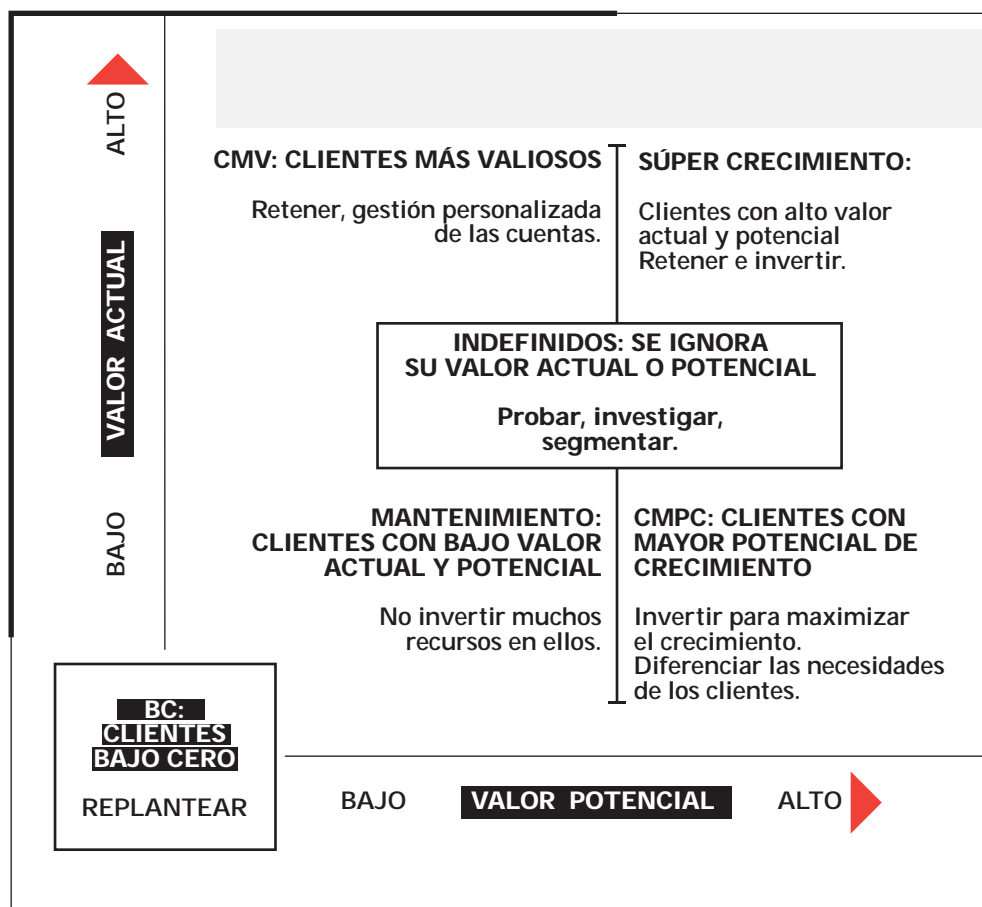 ALTO
VALOR ACTUAL
BAJO
CMV: CLIENTES MÁS VALIOSOS
Retener, gestión personalizada
de las cuentas.
SÚPER CRECIMIENTO:
Clientes con alto valor
actual y potencial
Retener e invertir.
INDEFINIDOS: SE IGNORA
SU VALOR ACTUAL O POTENCIAL
Probar, investigar,
segmentar.
MANTENIMIENTO:
CLIENTES CON BAJO VALOR
ACTUAL Y POTENCIAL
No invertir muchos
recursos en ellos.
CMPC: CLIENTES CON
MAYOR POTENCIAL DE
CRECIMIENTO
Invertir para maximizar
el crecimiento.
Diferenciar las necesidades
de los clientes.
BC:
CLIENTES
BAJO CERO
REPLANTEAR
BAJO
VALOR POTENCIAL
ALTO